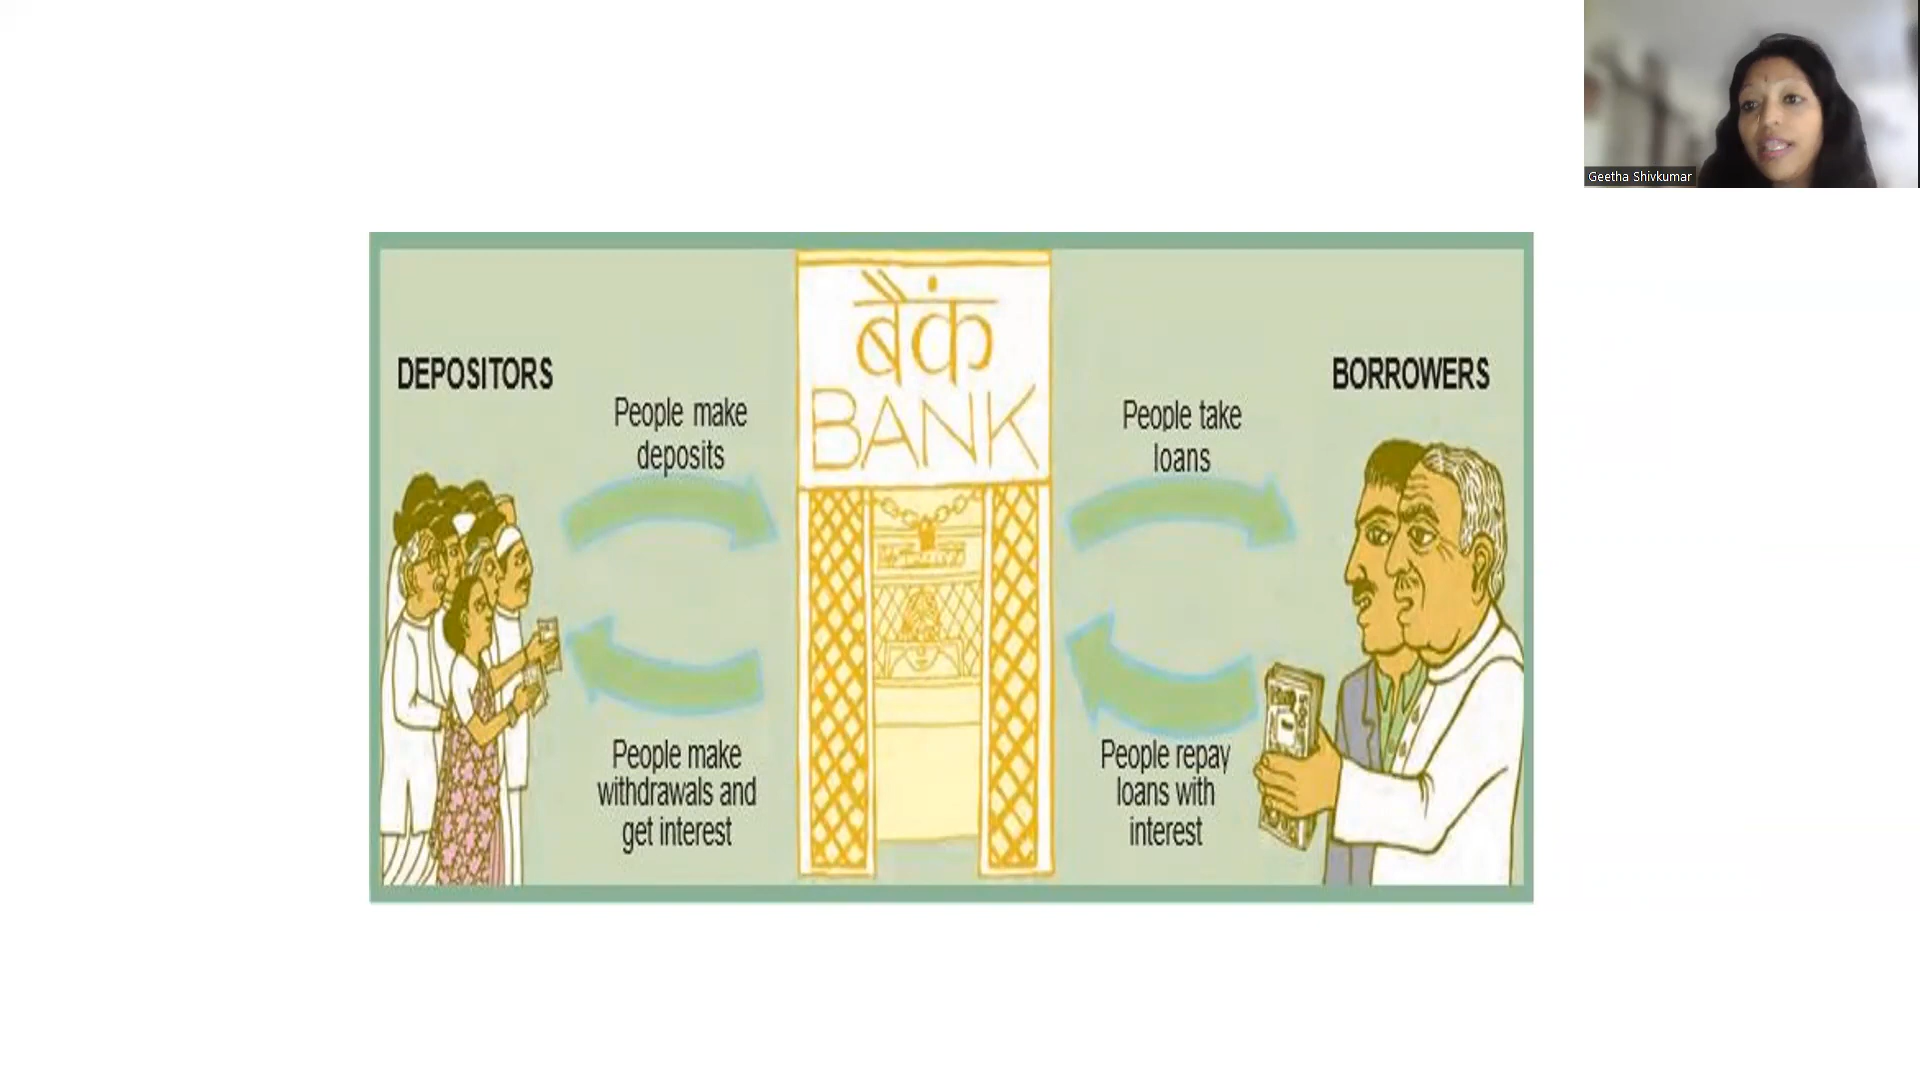 Geetha Shivkumar
बैंक
BANK
DEPOSITORS
People make
deposits
People make
withdrawals and
get interest
BORROWERS
People take
loans
People repay
loans with
interest